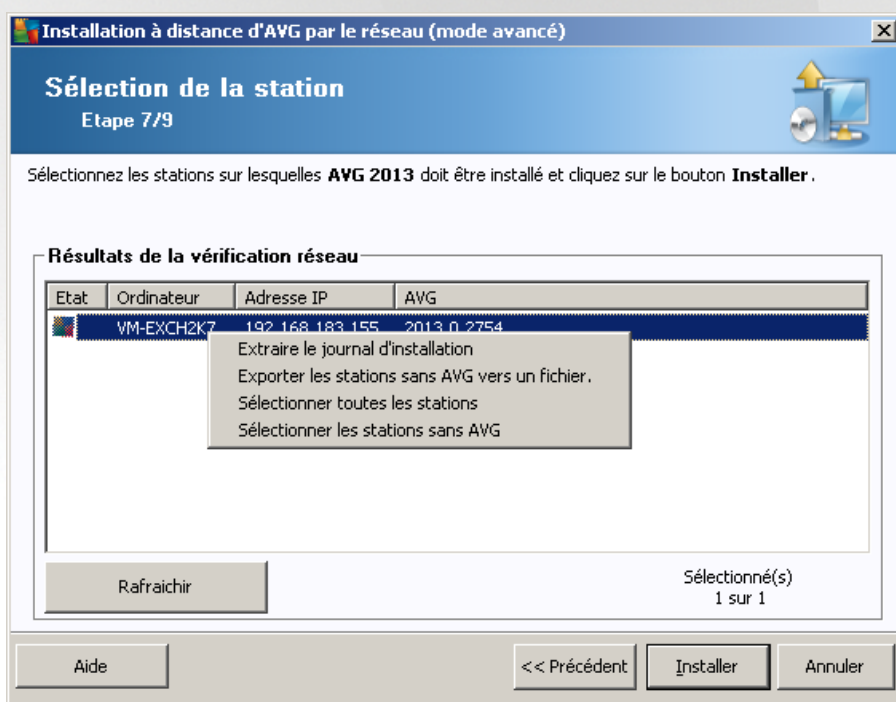 Installation à distance d'AVG par le réseau (mode avancé)
Sélection de la station
Etape 7/9
Sélectionnez les stations sur lesquelles AVG 2013 doit être installé et cliquez sur le bouton Installer.
Résultats de la vérification réseau
Etat Ordinateur Adresse IP AVG
VM-EXCH2K7 192.168.183.155 2013.0.2754
Extraire le journal d'installation
Exporter les stations sans AVG vers un fichier.
Sélectionner toutes les stations
Sélectionner les stations sans AVG
Rafraichir
Sélectionné(s)
1 sur 1
Aide << Précédent Installer Annuler